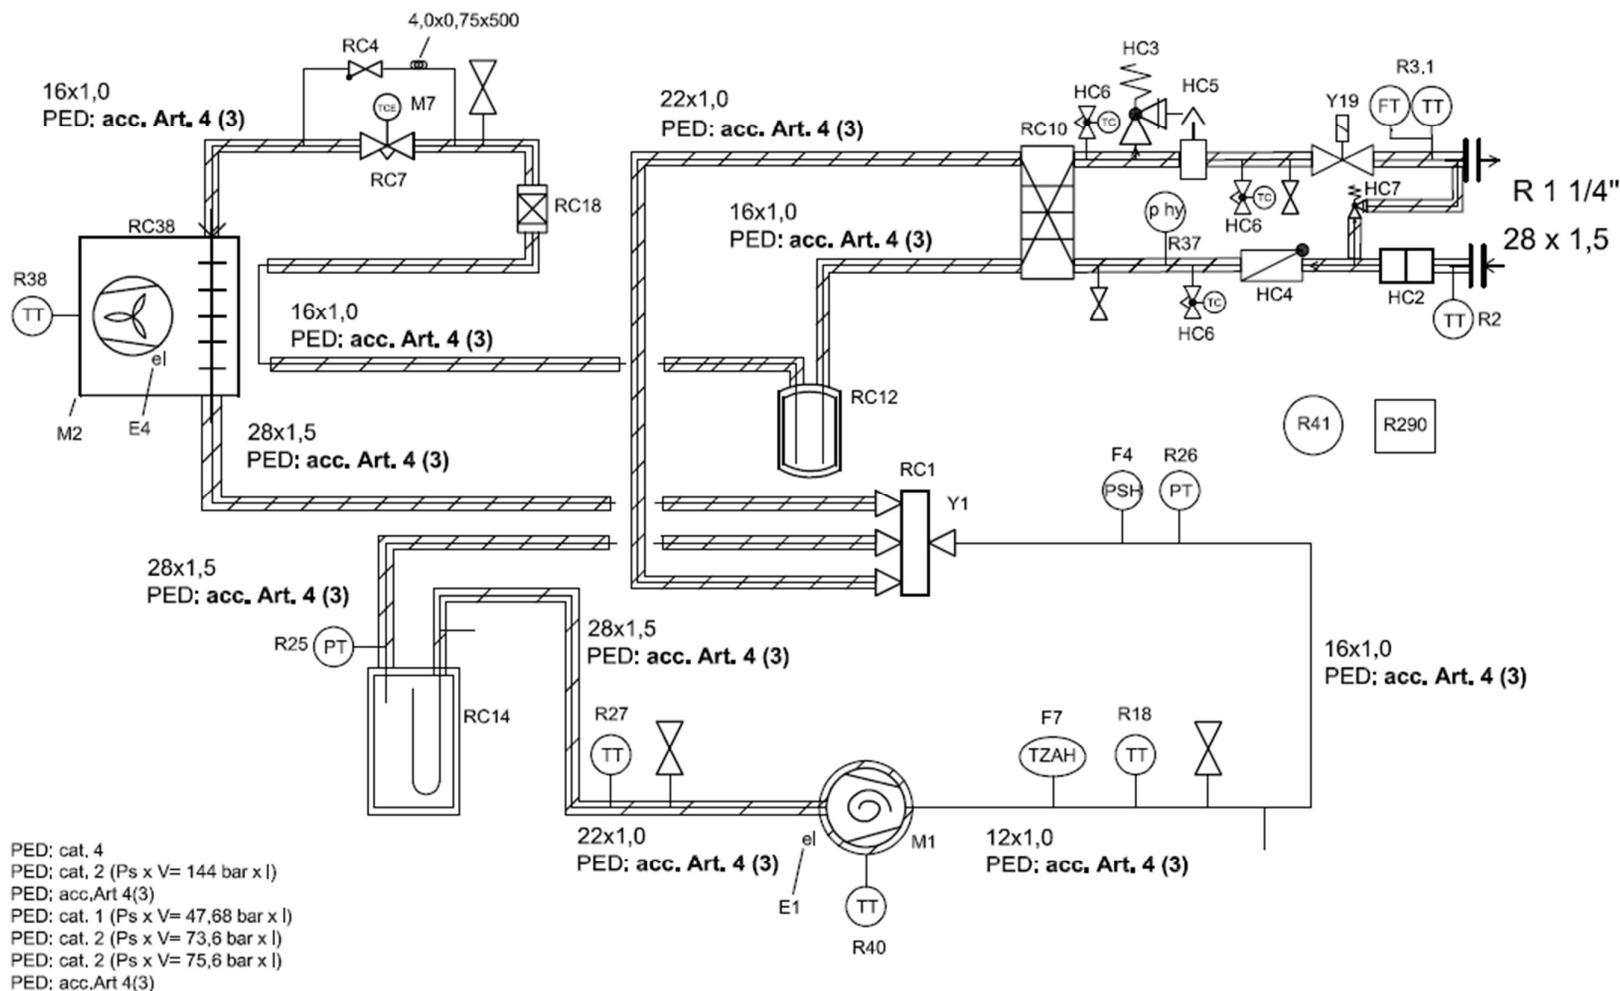 4,0x0,75x500
RC4
HC3
16x1,0
PED: acc. Art. 4 (3)
TCE
M7
RC7
22x1,0
PED: acc. Art. 4 (3)
HC6
TC
HC5
RC10
Y19
R3.1
FT
TT
RC18
HC6
TC
HC7
R 1 1/4"
16x1,0
PED: acc. Art. 4 (3)
p hy
R37
28 x 1,5
RC38
R38
TT
el
M2
E4
HC6
TC
HC4
HC2
TT
R2
16x1,0
PED: acc. Art. 4 (3)
RC12
R41
R290
28x1,5
PED: acc. Art. 4 (3)
RC1
Y1
F4
PSH
R26
PT
28x1,5
PED: acc. Art. 4 (3)
R25
PT
RC14
28x1,5
PED: acc. Art. 4 (3)
16x1,0
PED: acc. Art. 4 (3)
R27
TT
F7
TZAH
R18
TT
22x1,0
PED: acc. Art. 4 (3)
el
M1
E1
TT
R40
12x1,0
PED: acc. Art. 4 (3)
PED: cat. 4
PED: cat. 2 (Ps x V= 144 bar x l)
PED: acc.Art 4(3)
PED: cat. 1 (Ps x V= 47,68 bar x l)
PED: cat. 2 (Ps x V= 73,6 bar x l)
PED: cat. 2 (Ps x V= 75,6 bar x l)
PED: acc.Art 4(3)